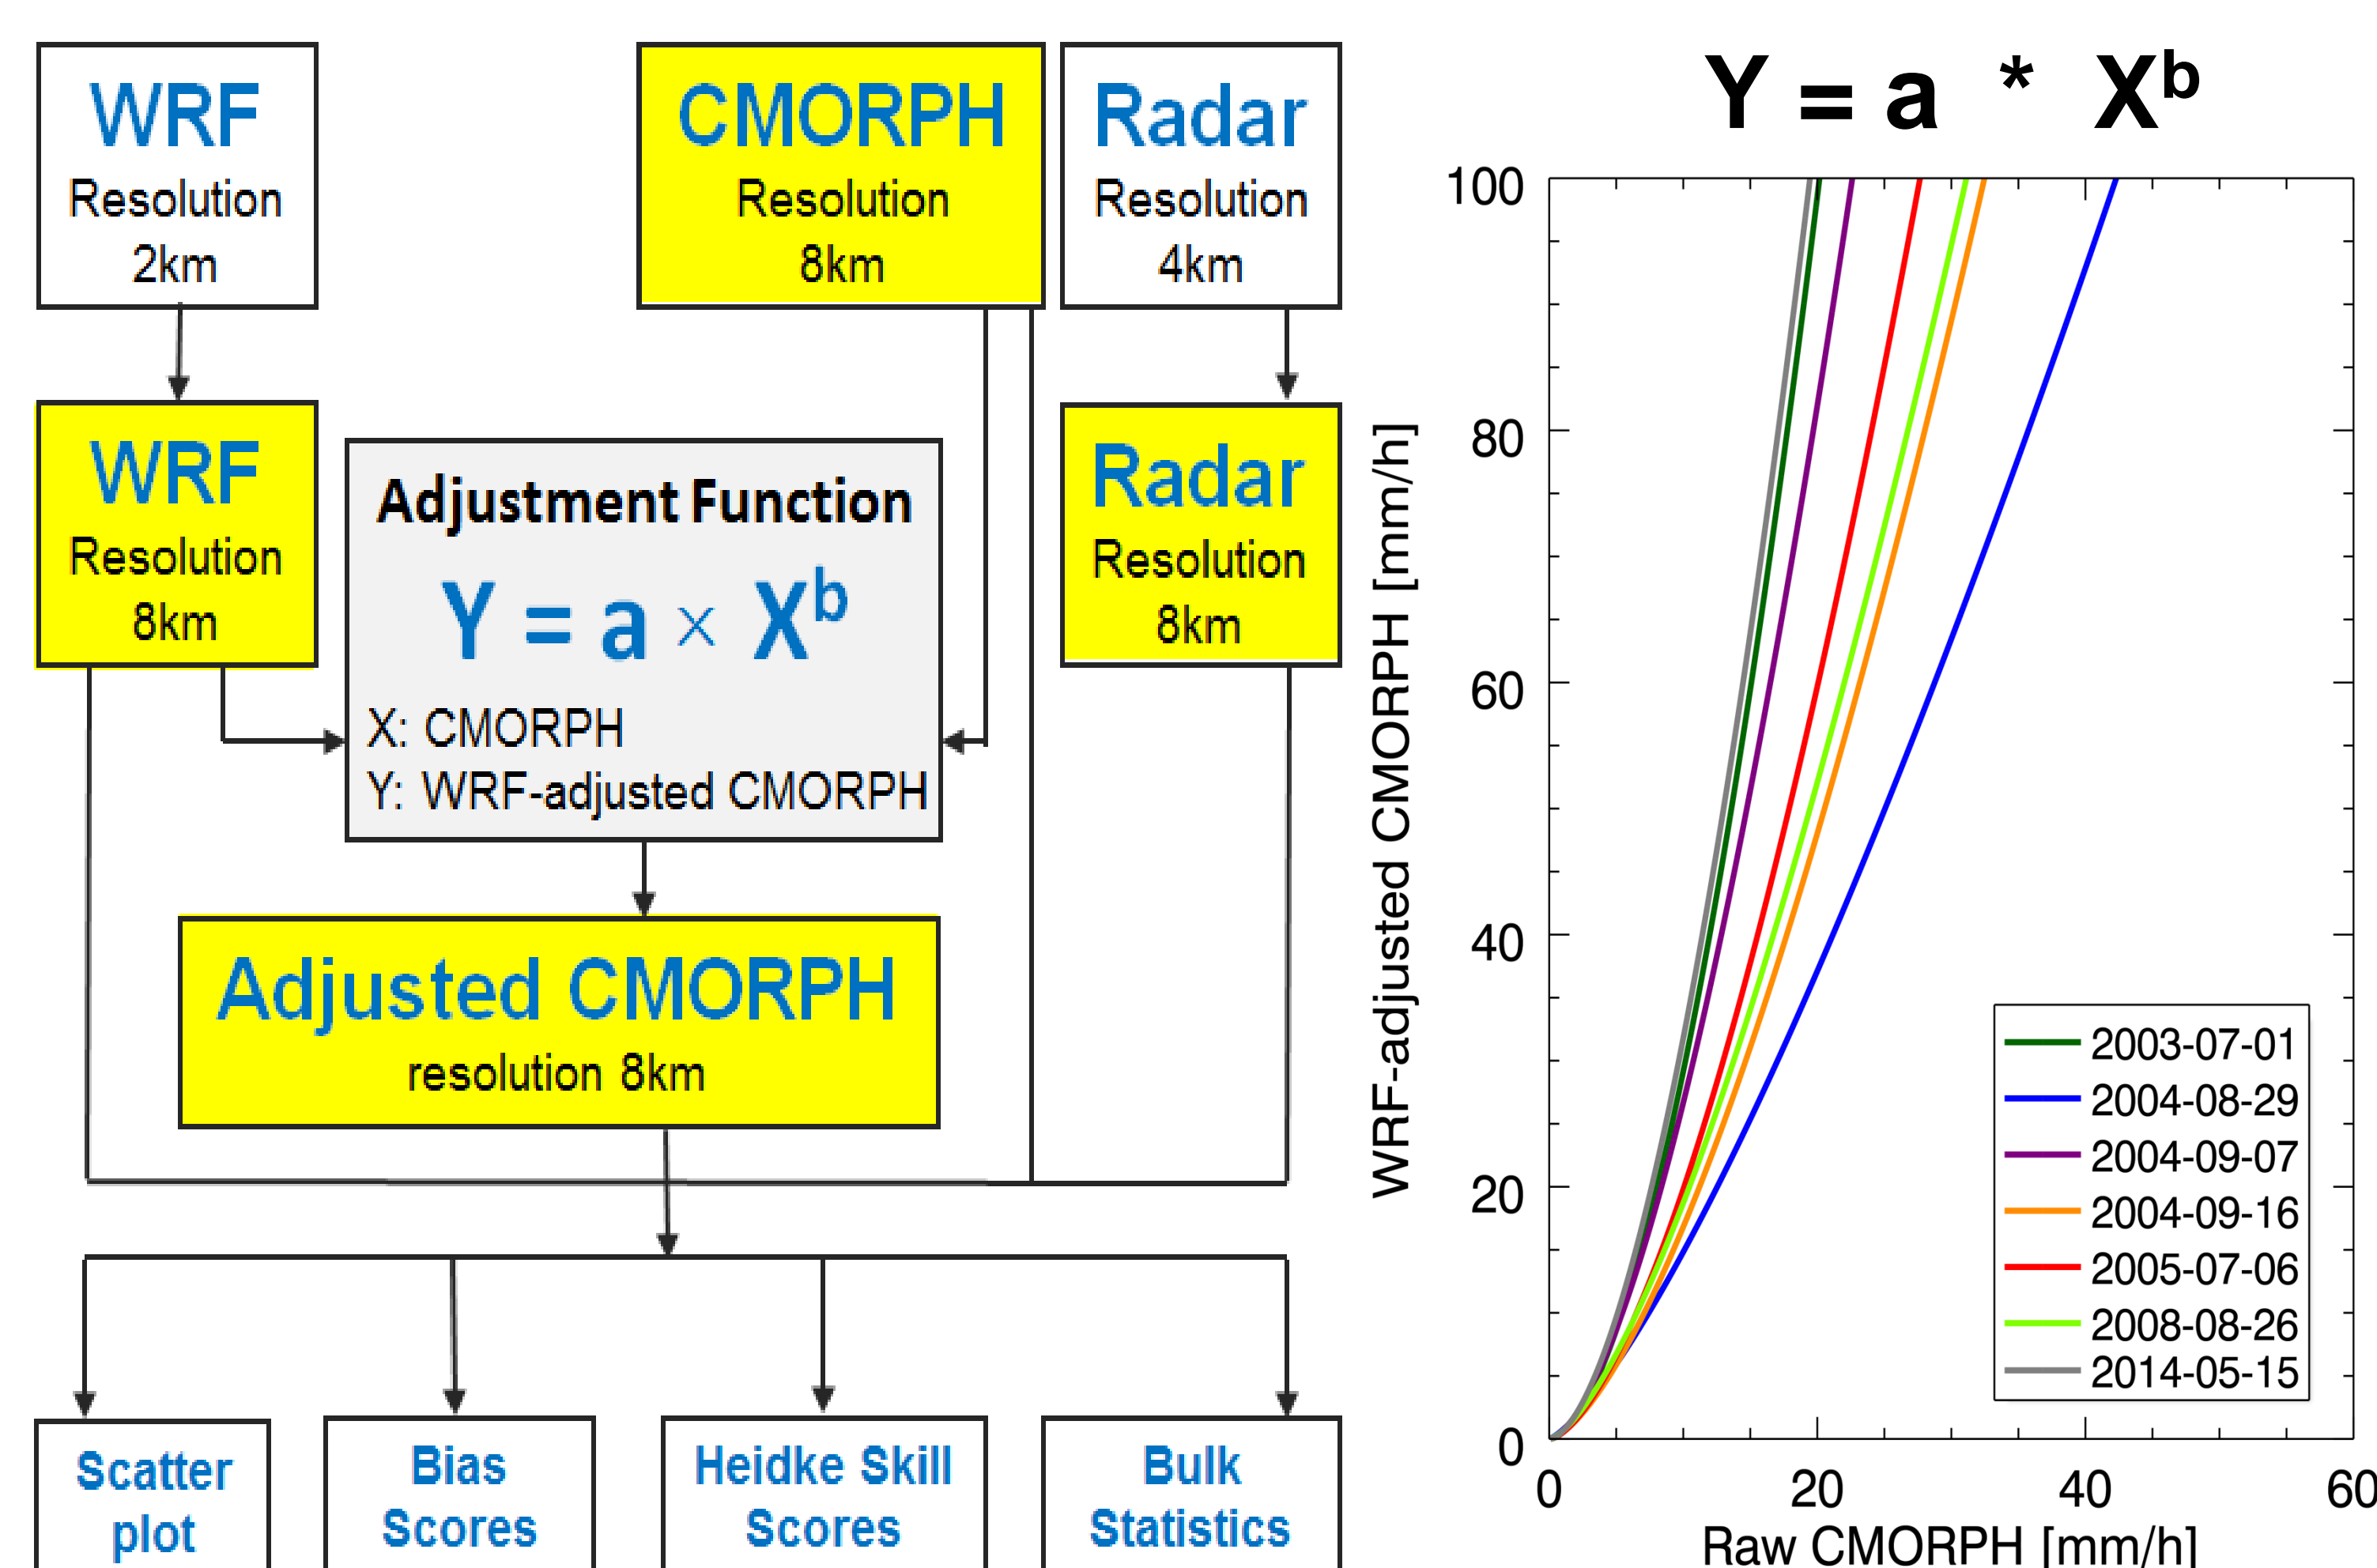 WRF
Resolution
2km
CMORPH
Resolution
8km
Radar
Resolution
4km
WRF
Resolution
8km
Adjustment Function
Y = a × Xᵇ
X: CMORPH
Y: WRF-adjusted CMORPH
Radar
Resolution
8km
Adjusted CMORPH
resolution 8km
Scatter
plot
Bias
Scores
Heidke Skill
Scores
Bulk
Statistics
Y = a * Xᵇ
WRF-adjusted CMORPH [mm/h]
100
80
60
40
20
0
2003-07-01
2004-08-29
2004-09-07
2004-09-16
2005-07-06
2008-08-26
2014-05-15
0 20 40 60
Raw CMORPH [mm/h]